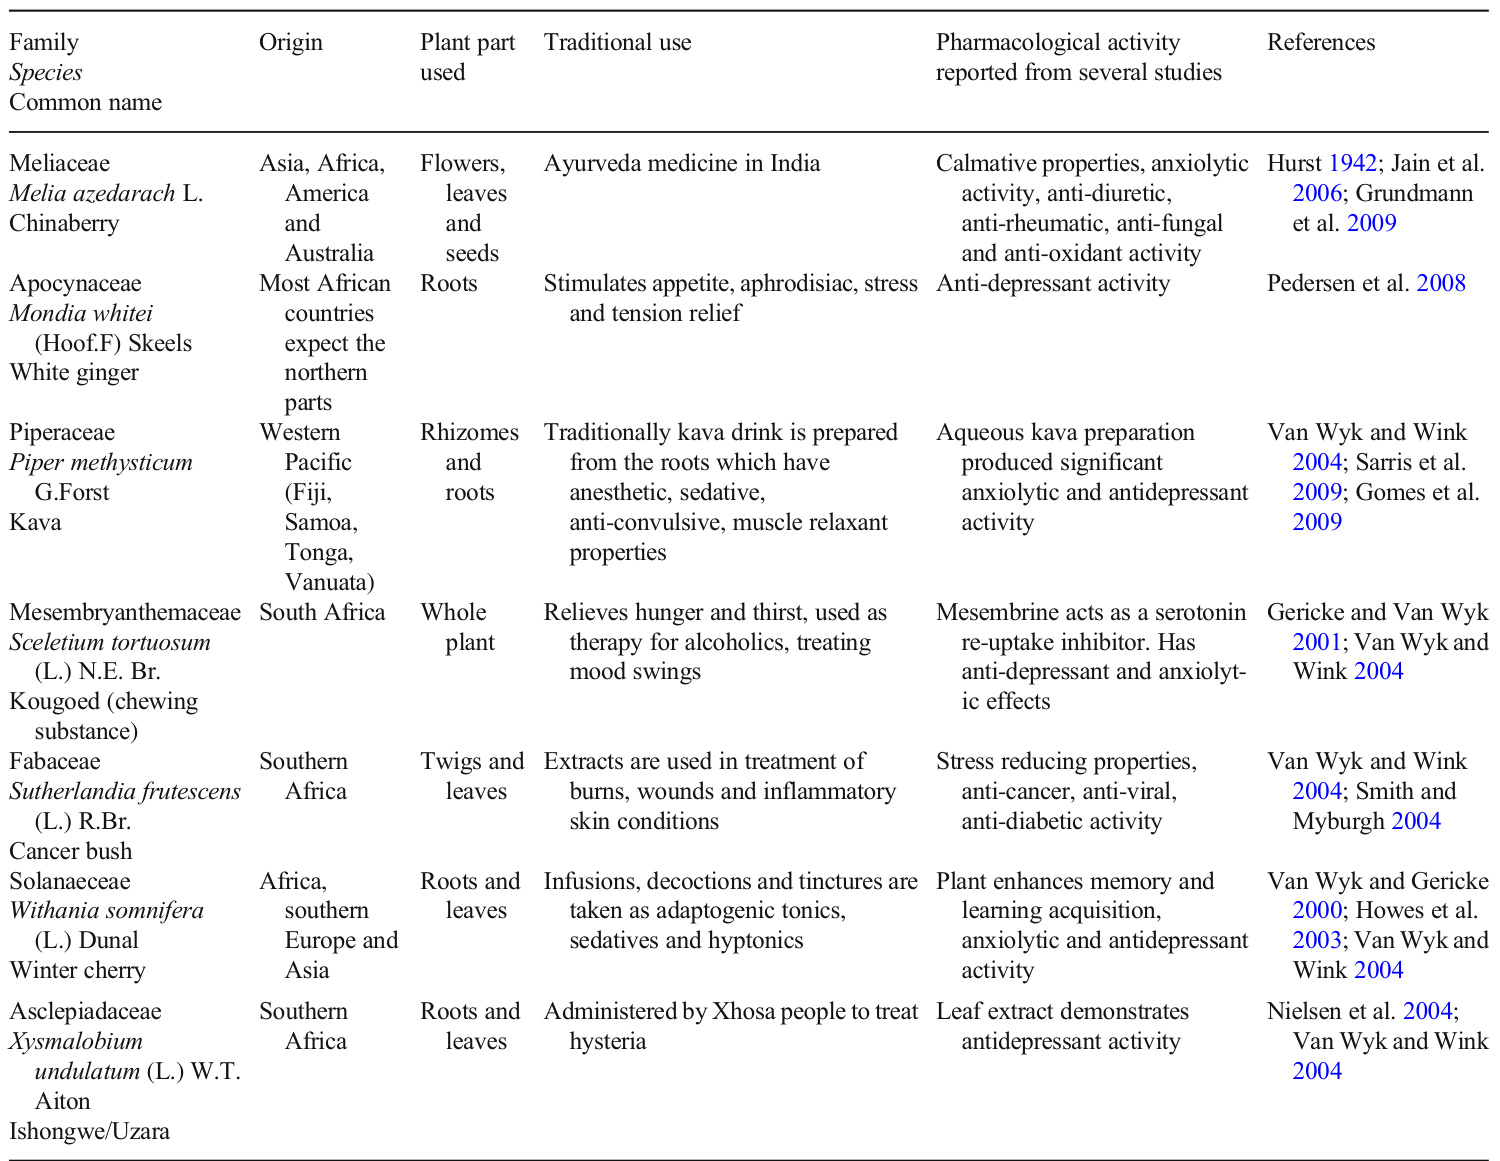 Family
Species
Common name
Origin
Plant part
used
Traditional use
Pharmacological activity
reported from several studies
References
Meliaceae
Melia azedarach L.
Chinaberry
Asia, Africa,
America
and
Australia
Flowers,
leaves
and
seeds
Ayurveda medicine in India
Calmative properties, anxiolytic
activity, anti-diuretic,
anti-rheumatic, anti-fungal
and anti-oxidant activity
Hurst 1942; Jain et al.
2006; Grundmann
et al. 2009
Apocynaceae
Mondia whitei
(Hoof.F) Skeels
White ginger
Most African
countries
expect the
northern
parts
Roots
Stimulates appetite, aphrodisiac, stress
and tension relief
Anti-depressant activity
Pedersen et al. 2008
Piperaceae
Piper methysticum
G.Forst
Kava
Western
Pacific
(Fiji,
Samoa,
Tonga,
Vanuata)
Rhizomes
and
roots
Traditionally kava drink is prepared
from the roots which have
anesthetic, sedative,
anti-convulsive, muscle relaxant
properties
Aqueous kava preparation
produced significant
anxiolytic and antidepressant
activity
Van Wyk and Wink
2004; Sarris et al.
2009; Gomes et al.
2009
Mesembryanthemaceae
Sceletium tortuosum
(L.) N.E. Br.
Kougoed (chewing
substance)
South Africa
Whole
plant
Relieves hunger and thirst, used as
therapy for alcoholics, treating
mood swings
Mesembrine acts as a serotonin
re-uptake inhibitor. Has
anti-depressant and anxiolyt-
ic effects
Gericke and Van Wyk
2001; Van Wyk and
Wink 2004
Fabaceae
Sutherlandia frutescens
(L.) R.Br.
Cancer bush
Southern
Africa
Twigs and
leaves
Extracts are used in treatment of
burns, wounds and inflammatory
skin conditions
Stress reducing properties,
anti-cancer, anti-viral,
anti-diabetic activity
Van Wyk and Wink
2004; Smith and
Myburgh 2004
Solanaeceae
Withania somnifera
(L.) Dunal
Winter cherry
Africa,
southern
Europe and
Asia
Roots and
leaves
Infusions, decoctions and tinctures are
taken as adaptogenic tonics,
sedatives and hyptonics
Plant enhances memory and
learning acquisition,
anxiolytic and antidepressant
activity
Van Wyk and Gericke
2000; Howes et al.
2003; Van Wyk and
Wink 2004
Asclepiadaceae
Xysmalobium
undulatum (L.) W.T.
Aiton
Ishongwe/Uzara
Southern
Africa
Roots and
leaves
Administered by Xhosa people to treat
hysteria
Leaf extract demonstrates
antidepressant activity
Nielsen et al. 2004;
Van Wyk and Wink
2004